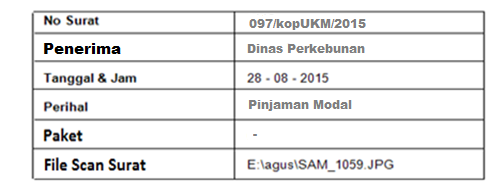 No Surat 097/kopUKM/2015
Penerima Dinas Perkebunan
Tanggal & Jam 28 - 08 - 2015
Perihal Pinjaman Modal
Paket -
File Scan Surat E:\agus\SAM_1059.JPG